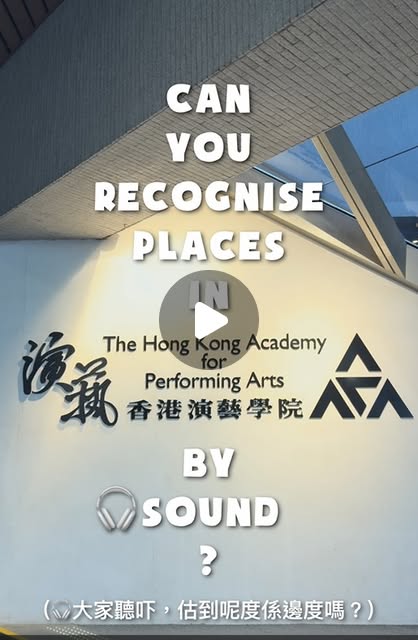 CAN
YOU
RECOGNISE
PLACES
IN
演藝
The Hong Kong Academy
for
Performing Arts
香港演藝學院
BY
🎧SOUND
?
(🎧大家聽吓，估到呢度係邊度嗎？)